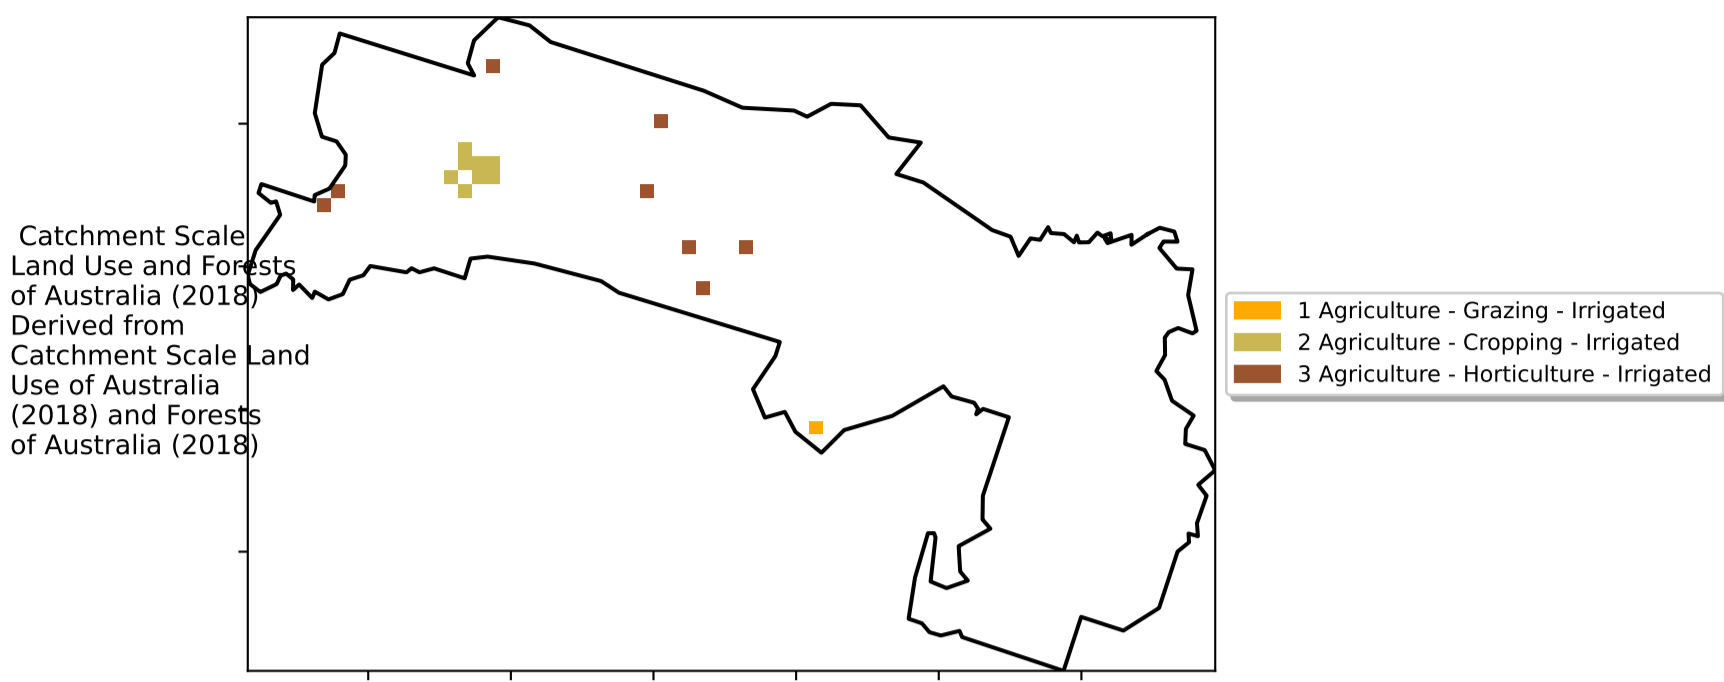 Catchment Scale
Land Use and Forests
of Australia (2018)
Derived from
Catchment Scale Land
Use of Australia
(2018) and Forests
of Australia (2018)
1 Agriculture - Grazing - Irrigated
2 Agriculture - Cropping - Irrigated
3 Agriculture - Horticulture - Irrigated